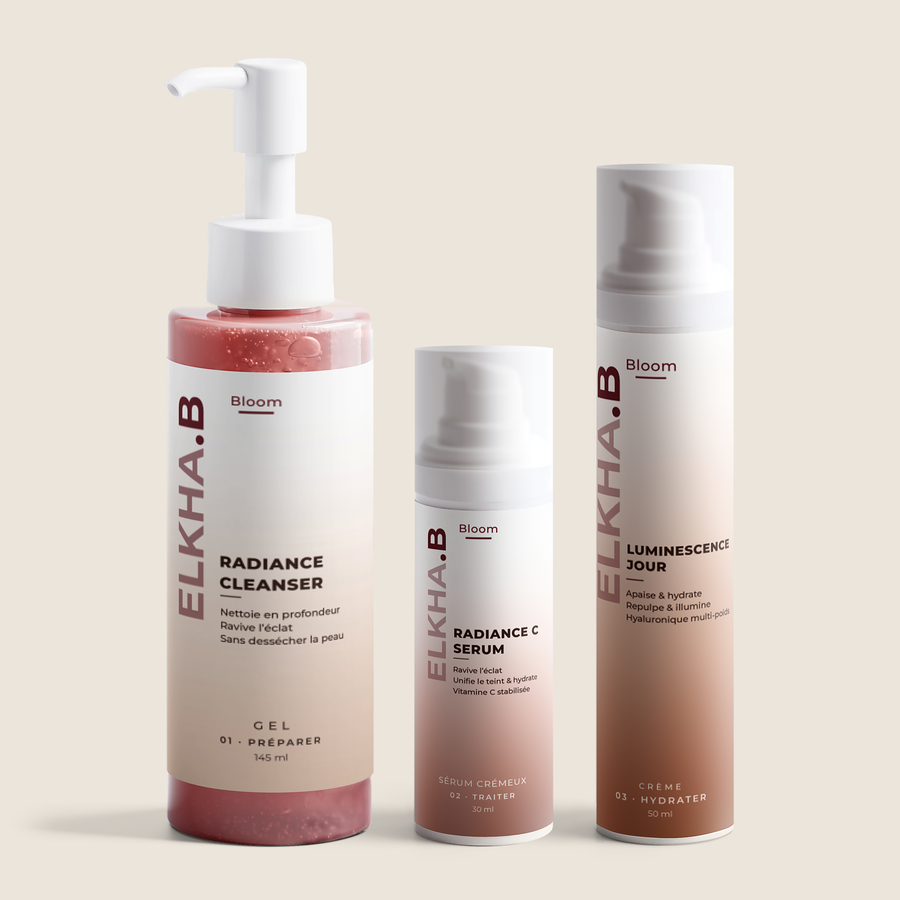 ELKHA.B
Bloom
RADIANCE
CLEANSER
Nettoie en profondeur
Ravive l'éclat
Sans dessécher la peau
GEL
01 · PRÉPARER
145 ml
ELKHA.B
Bloom
RADIANCE C
SERUM
Ravive l'éclat
Unifie le teint & hydrate
Vitamine C stabilisée
SÉRUM CRÉMEUX
02 · TRAITER
30 ml
ELKHA.B
Bloom
LUMINESCENCE
JOUR
Apaise & hydrate
Repulpe & illumine
Hyaluronique multi-poids
CRÈME
03 · HYDRATER
50 ml